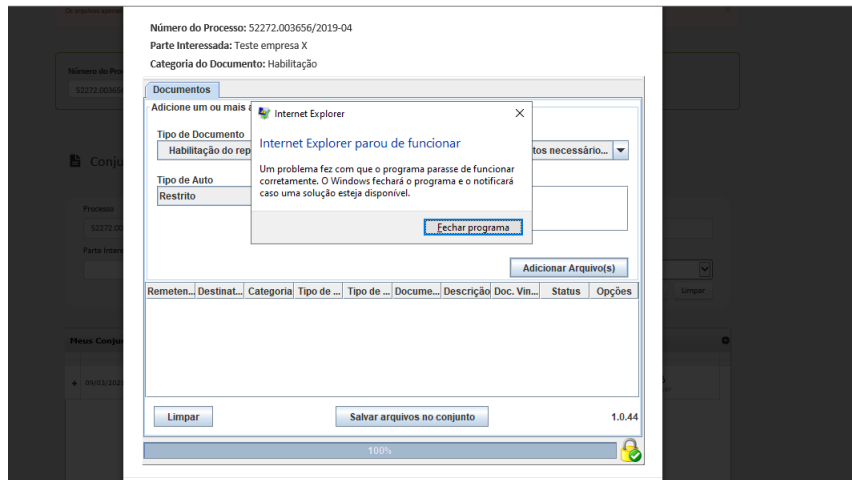 Número do Processo: 52272.003656/2019-04
Parte Interessada: Teste empresa X
Categoria do Documento: Habilitação
Número do Pro
52272.00365
Documentos
Adicione um ou mais
Internet Explorer
Tipo de Documento
Internet Explorer parou de funcionar
Habilitação do rep
tos necessário...
Conju
Um problema fez com que o programa parasse de funcionar
corretamente. O Windows fechará o programa e o notificará
caso uma solução esteja disponível.
Tipo de Auto
Restrito
Processo
52272.00
Fechar programa
Parte Inter
Adicionar Arquivo(s)
Remeten... Destinat... Categoria Tipo de ... Tipo de ... Docume... Descrição Doc. Vin... Status Opções
Limpar
Meus Conju
09/03/202
Limpar Salvar arquivos no conjunto 1.0.44
100%